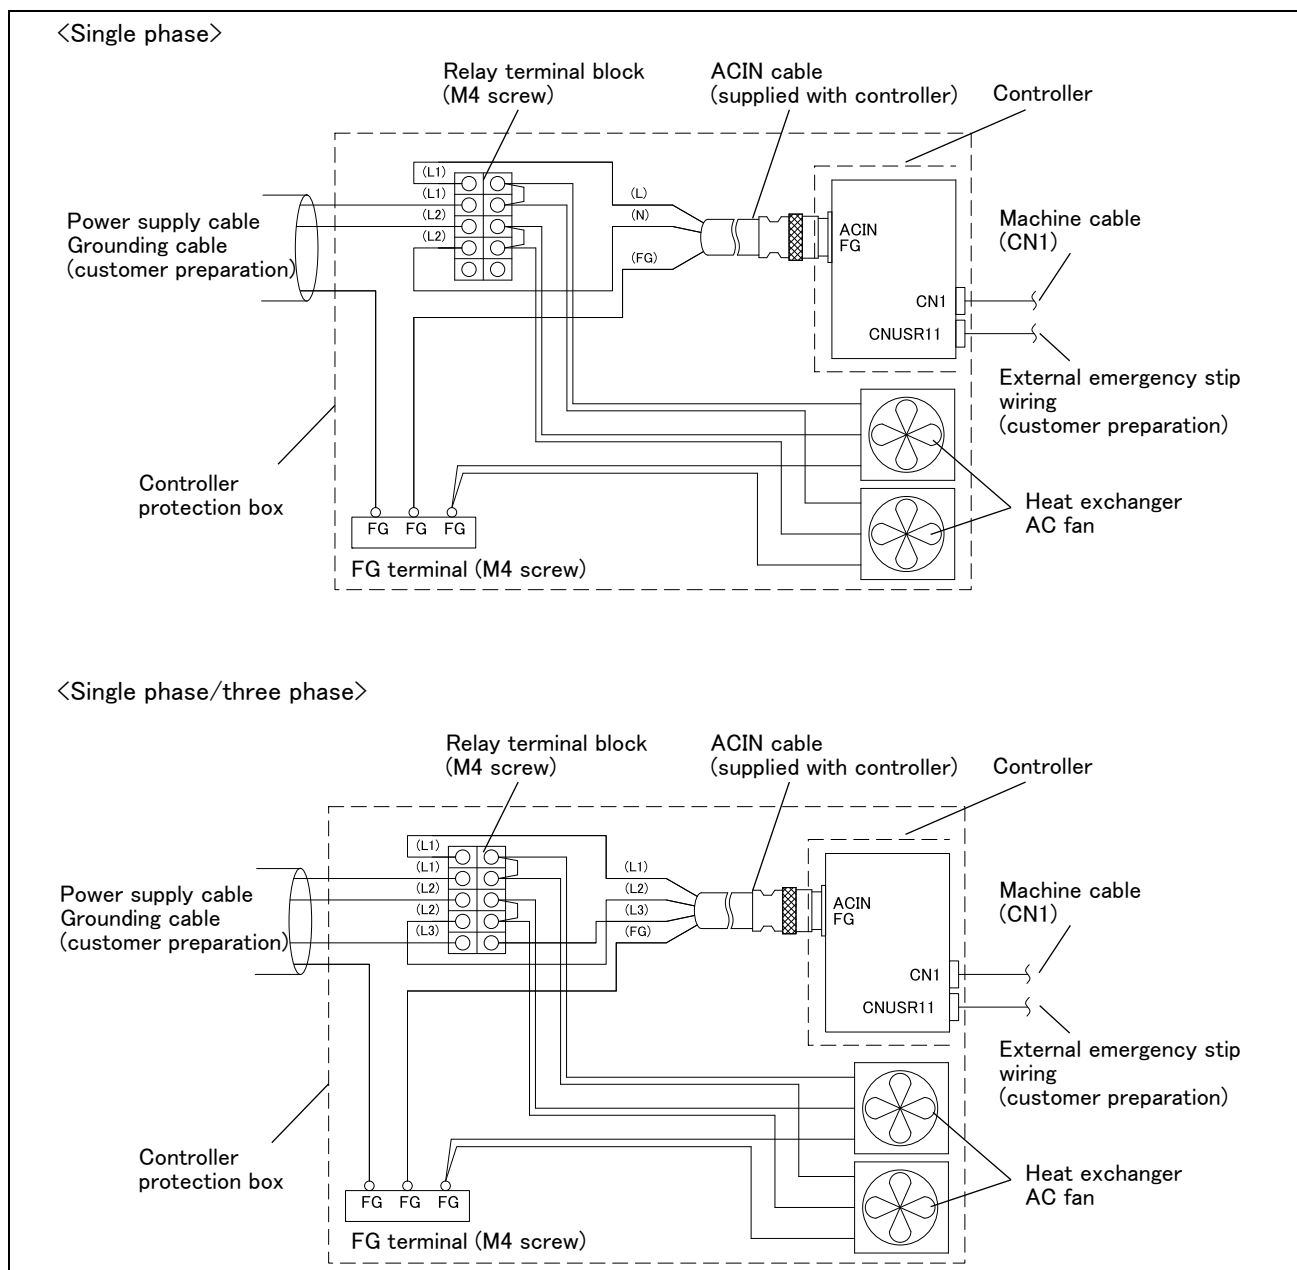 <Single phase>
Relay terminal block
(M4 screw)
ACIN cable
(supplied with controller)
Controller
(L1)
(L1)
(L2)
(L2)
(L)
(N)
(FG)
Power supply cable
Grounding cable
(customer preparation)
ACIN
FG
CN1
CNUSR11
Machine cable
(CN1)
External emergency stip
wiring
(customer preparation)
Controller
protection box
Heat exchanger
AC fan
FG FG FG
FG terminal (M4 screw)
<Single phase/three phase>
Relay terminal block
(M4 screw)
ACIN cable
(supplied with controller)
Controller
(L1)
(L1)
(L2)
(L2)
(L3)
(L1)
(L2)
(L3)
(FG)
Power supply cable
Grounding cable
(customer preparation)
ACIN
FG
CN1
CNUSR11
Machine cable
(CN1)
External emergency stip
wiring
(customer preparation)
Controller
protection box
Heat exchanger
AC fan
FG FG FG
FG terminal (M4 screw)